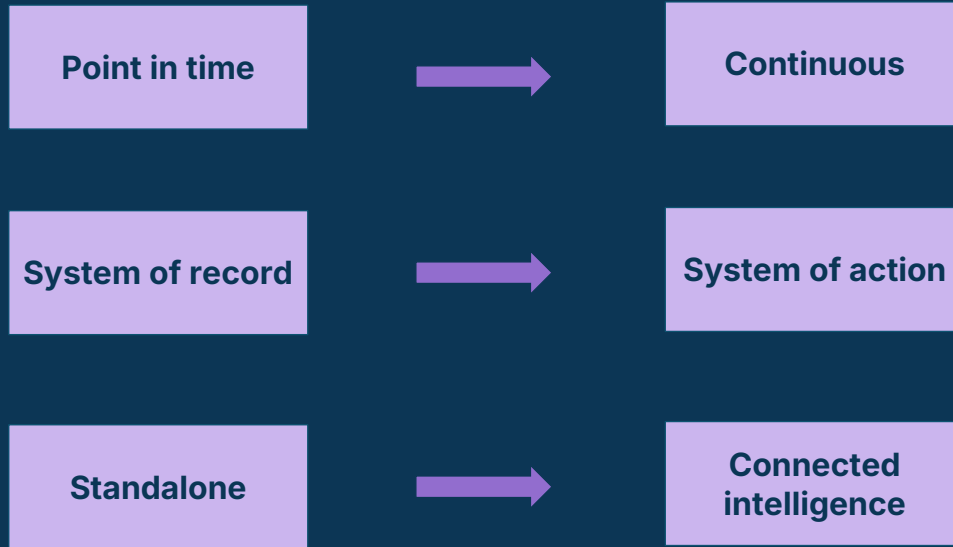 Point in time
Continuous
System of record
System of action
Standalone
Connected
intelligence